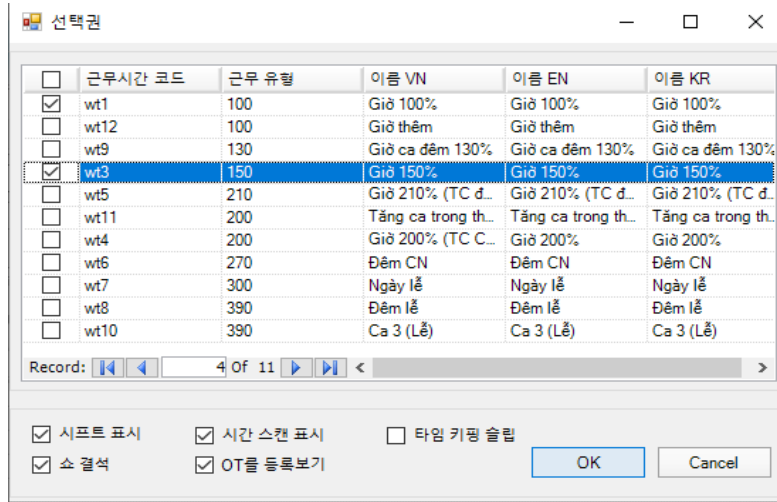 선택권
근무시간 코드 근무 유형 이름 VN 이름 EN 이름 KR
wt1 100 Giờ 100% Giờ 100% Giờ 100%
wt12 100 Giờ thêm Giờ thêm Giờ thêm
wt9 130 Giờ ca đêm 130% Giờ ca đêm 130% Giờ ca đêm 130%
wt3 150 Giờ 150% Giờ 150% Giờ 150%
wt5 210 Giờ 210% (TC đ... Giờ 210% (TC đ... Giờ 210% (TC đ...
wt11 200 Tăng ca trong th... Tăng ca trong th... Tăng ca trong th...
wt4 200 Giờ 200% (TC C... Giờ 200% Giờ 200%
wt6 270 Đêm CN Đêm CN Đêm CN
wt7 300 Ngày lễ Ngày lễ Ngày lễ
wt8 390 Đêm lễ Đêm lễ Đêm lễ
wt10 390 Ca 3 (Lễ) Ca 3 (Lễ) Ca 3 (Lễ)
Record: 4 Of 11
시프트 표시 시간 스캔 표시 타임 키핑 슬립
쇼 결석 OT를 등록보기 OK Cancel